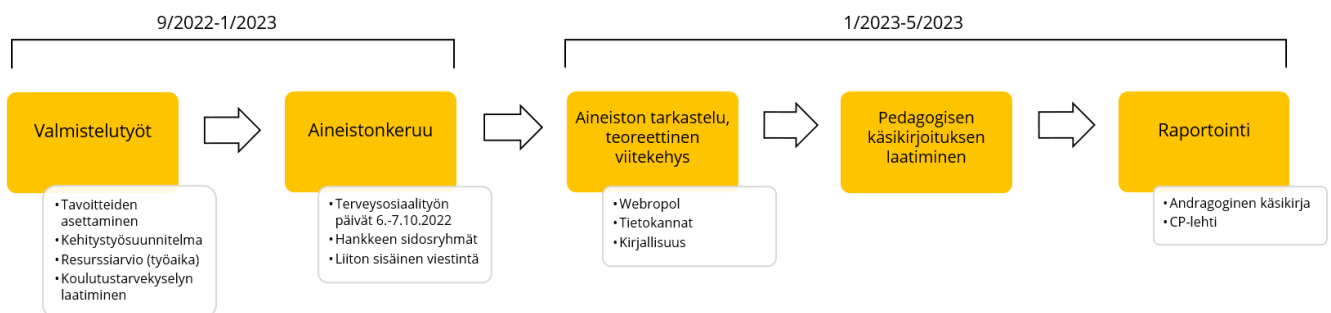 9/2022-1/2023
1/2023-5/2023
Valmistelutyöt
Aineistonkeruu
Aineiston tarkastelu,
teoreettinen
viitekehys
Pedagogisen
käsikirjoituksen
laatiminen
Raportointi
•Tavoitteiden
asettaminen
•Kehitystyösuunnitelma
•Resurssiarvio (työaika)
•Koulutustarvekyselyn
laatiminen
•Terveysosiaalityön
päivät 6.-7.10.2022
•Hankkeen sidosryhmät
•Liiton sisäinen viestintä
•Webropol
•Tietokannat
•Kirjallisuus
•Andragoginen käsikirja
•CP-lehti